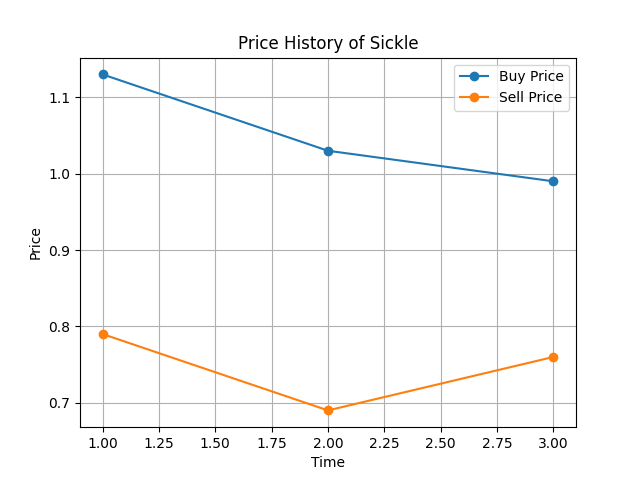 Price History of Sickle
Buy Price
Sell Price
Price
1.1
1.0
0.9
0.8
0.7
1.00 1.25 1.50 1.75 2.00 2.25 2.50 2.75 3.00
Time